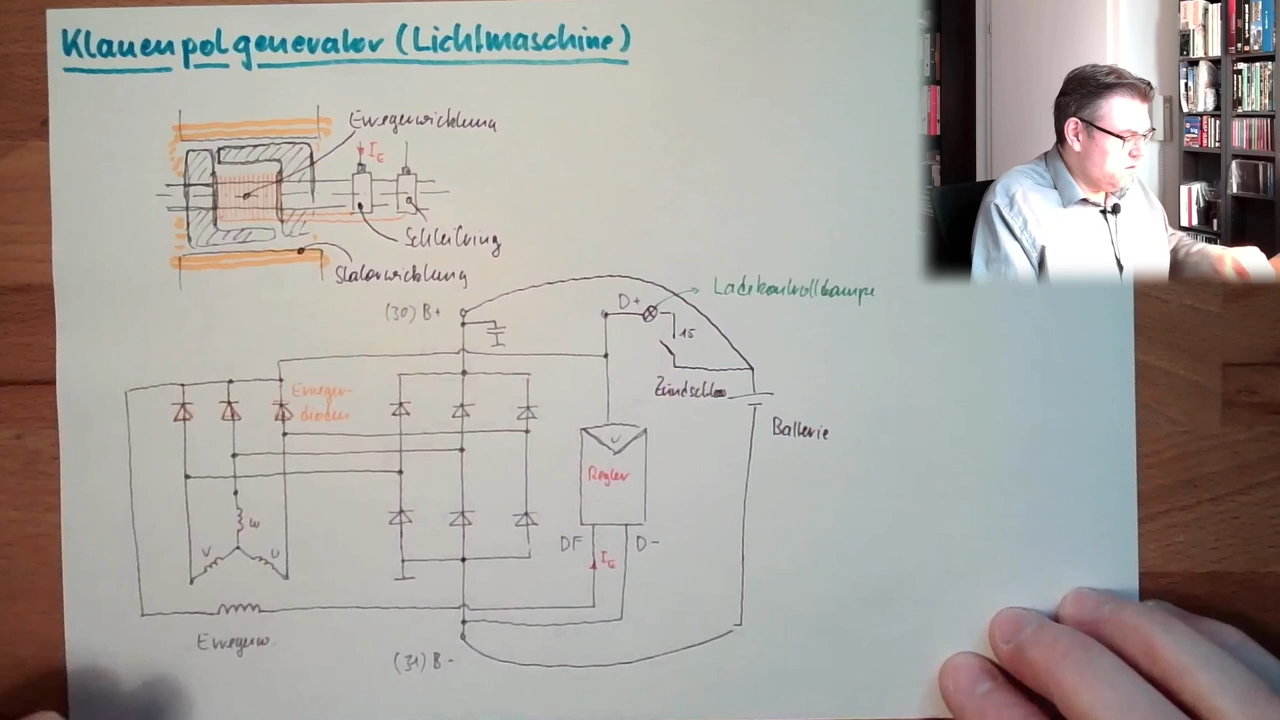 Klauenpolgenerator (Lichtmaschine)
Erregerwicklung
I_E
Schleifring
Statorwicklung
Ladekontrolllampe
(30) B+
D+
15
Zündschloss
Erreger-
dioden
Batterie
U
Regler
W
V
U
DF
D-
I_E
Erregerw.
(31) B-